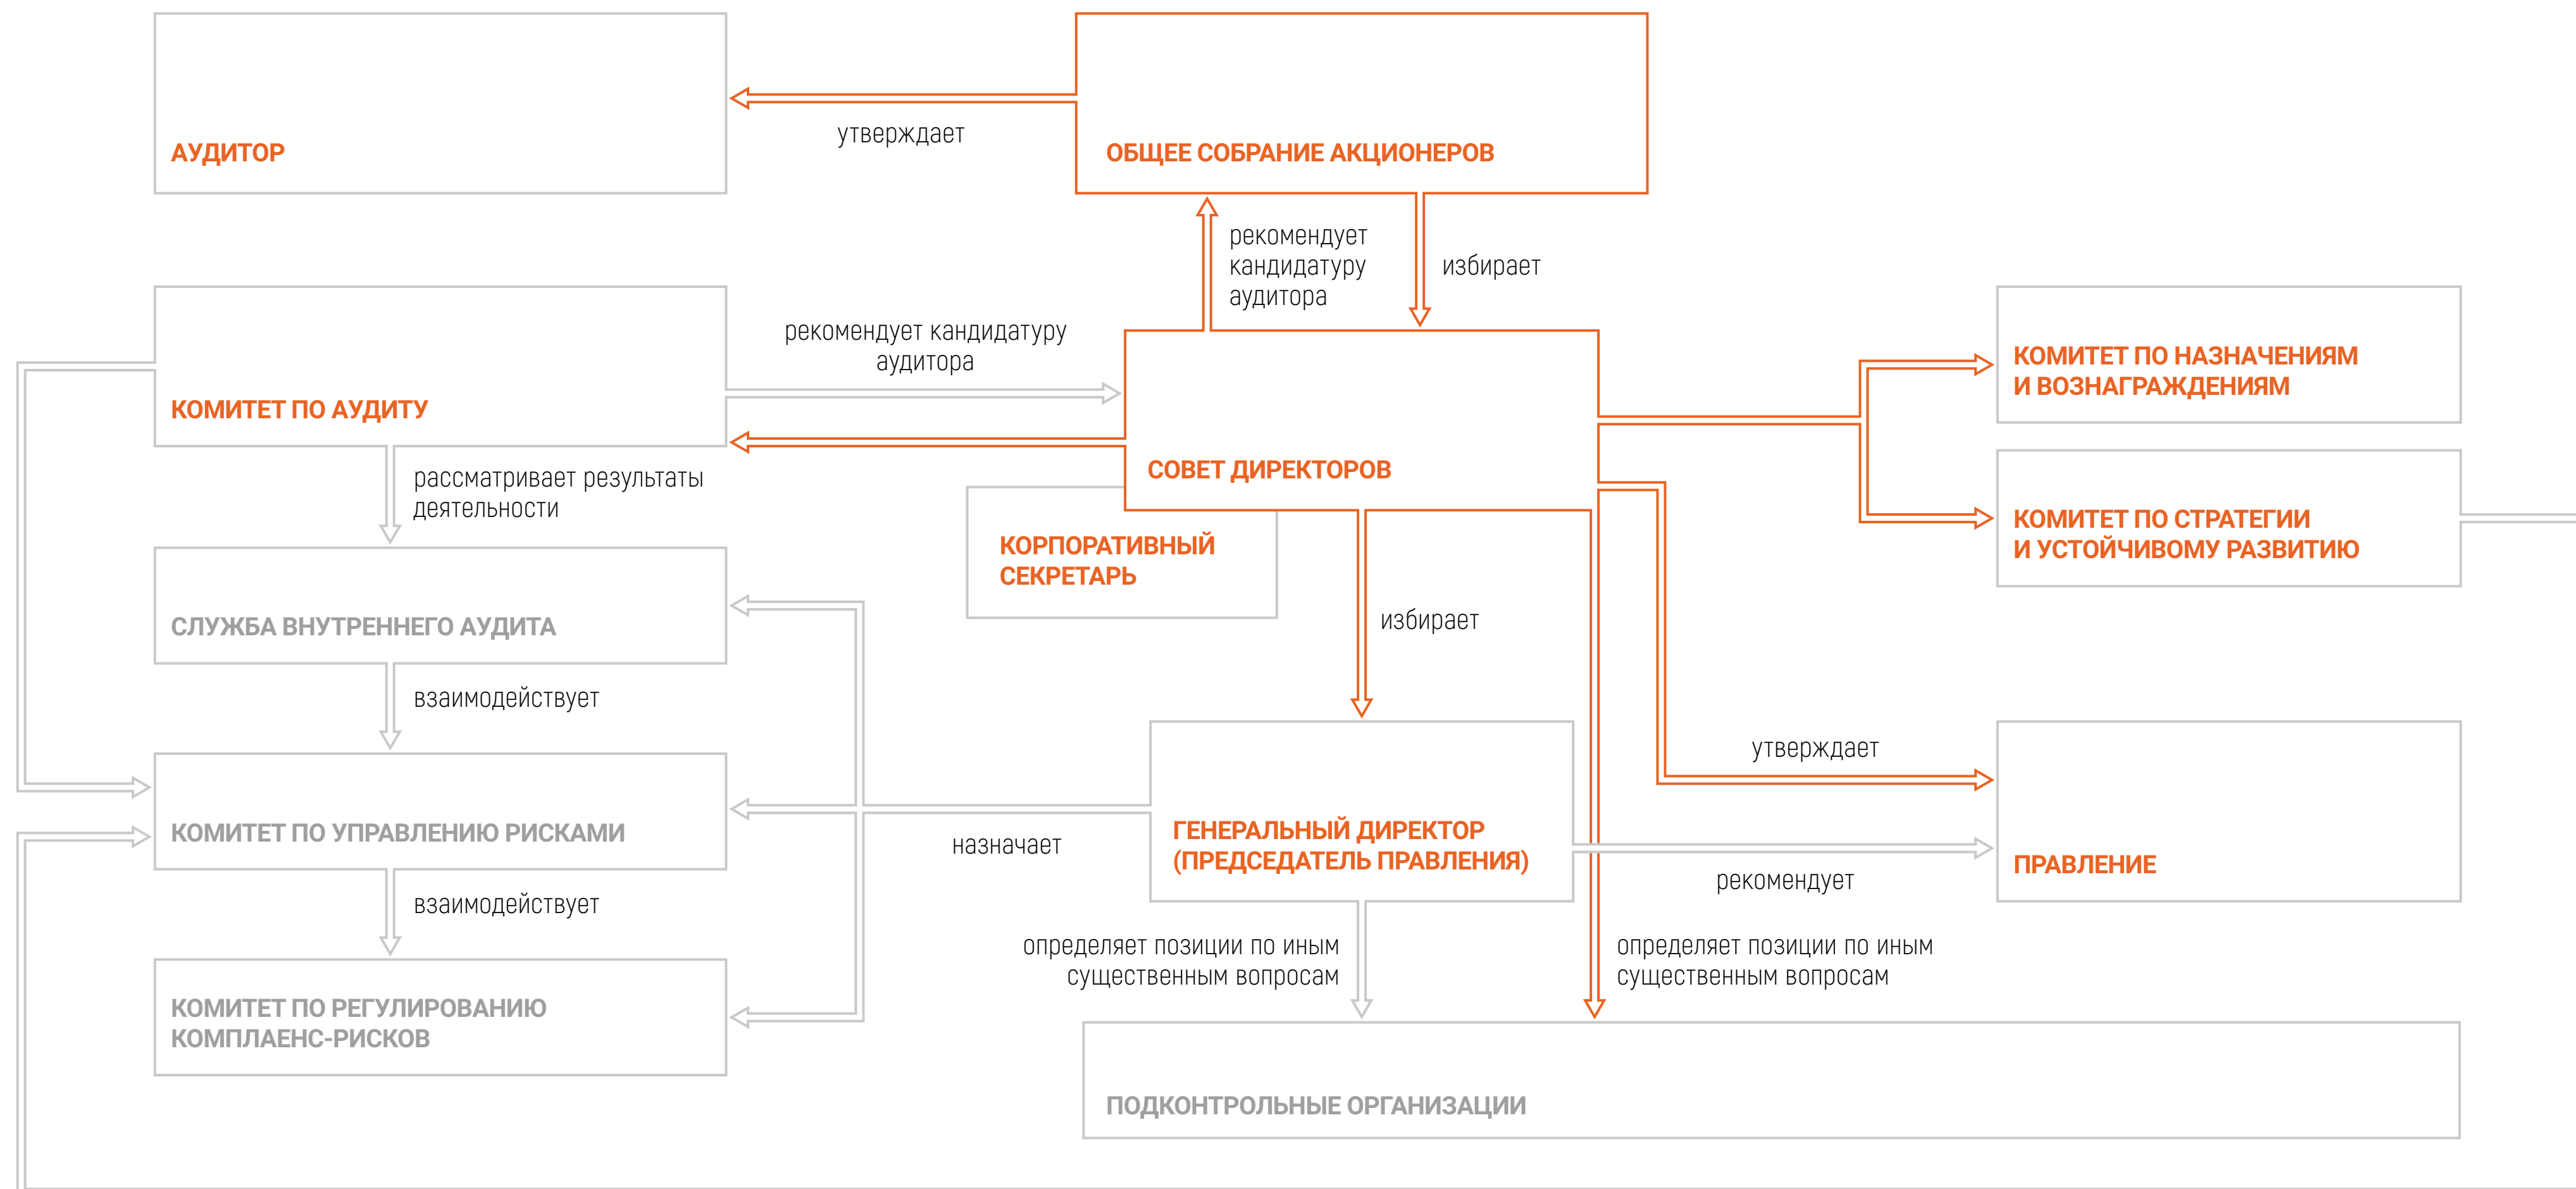 АУДИТОР
утверждает
ОБЩЕЕ СОБРАНИЕ АКЦИОНЕРОВ
рекомендует
кандидатуру
аудитора
избирает
рекомендует кандидатуру
аудитора
КОМИТЕТ ПО АУДИТУ
СОВЕТ ДИРЕКТОРОВ
КОМИТЕТ ПО НАЗНАЧЕНИЯМ
И ВОЗНАГРАЖДЕНИЯМ
рассматривает результаты
деятельности
КОРПОРАТИВНЫЙ
СЕКРЕТАРЬ
КОМИТЕТ ПО СТРАТЕГИИ
И УСТОЙЧИВОМУ РАЗВИТИЮ
СЛУЖБА ВНУТРЕННЕГО АУДИТА
избирает
взаимодействует
утверждает
КОМИТЕТ ПО УПРАВЛЕНИЮ РИСКАМИ
назначает
ГЕНЕРАЛЬНЫЙ ДИРЕКТОР
(ПРЕДСЕДАТЕЛЬ ПРАВЛЕНИЯ)
рекомендует
ПРАВЛЕНИЕ
взаимодействует
определяет позиции по иным
существенным вопросам
определяет позиции по иным
существенным вопросам
КОМИТЕТ ПО РЕГУЛИРОВАНИЮ
КОМПЛАЕНС-РИСКОВ
ПОДКОНТРОЛЬНЫЕ ОРГАНИЗАЦИИ